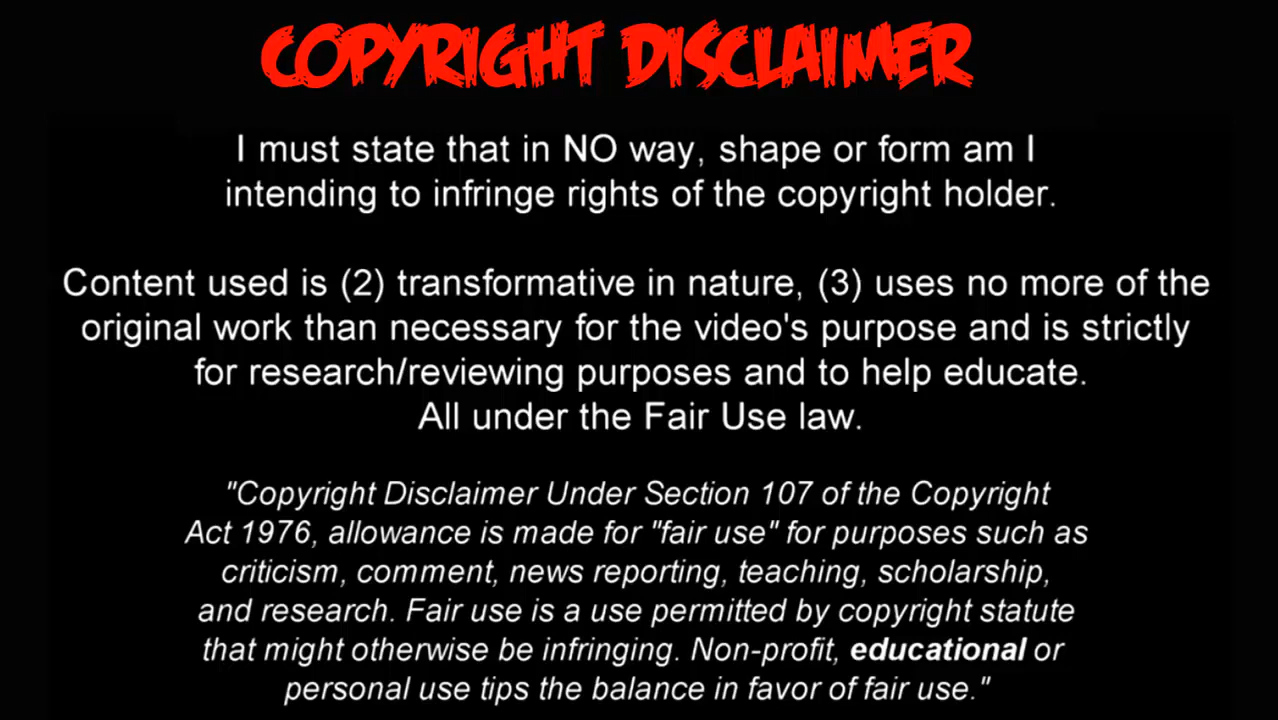 COPYRIGHT DISCLAIMER
I must state that in NO way, shape or form am I
intending to infringe rights of the copyright holder.
Content used is (2) transformative in nature, (3) uses no more of the
original work than necessary for the video's purpose and is strictly
for research/reviewing purposes and to help educate.
All under the Fair Use law.
"Copyright Disclaimer Under Section 107 of the Copyright
Act 1976, allowance is made for "fair use" for purposes such as
criticism, comment, news reporting, teaching, scholarship,
and research. Fair use is a use permitted by copyright statute
that might otherwise be infringing. Non-profit, educational or
personal use tips the balance in favor of fair use."